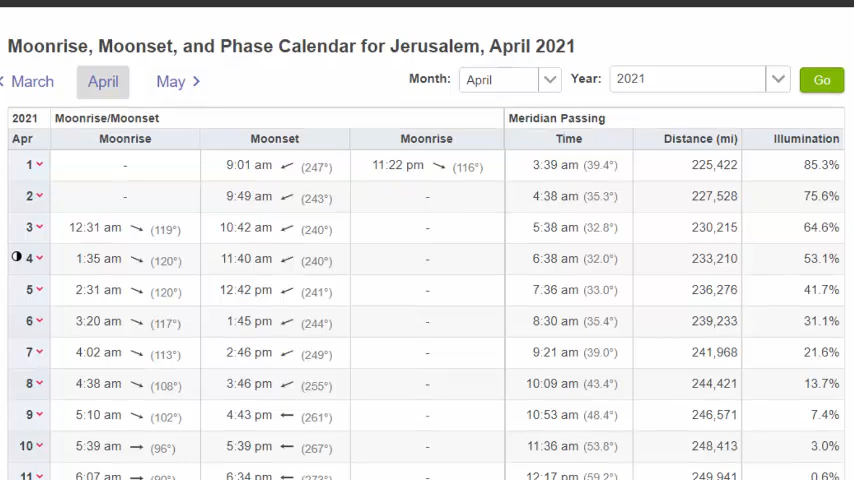 Moonrise, Moonset, and Phase Calendar for Jerusalem, April 2021
March April May Month: April Year: 2021 Go
2021 Moonrise/Moonset Meridian Passing
Apr Moonrise Moonset Moonrise Time Distance (mi) Illumination
1 - 9:01 am (247°) 11:22 pm (116°) 3:39 am (39.4°) 225,422 85.3%
2 - 9:49 am (243°) - 4:38 am (35.3°) 227,528 75.6%
3 12:31 am (119°) 10:42 am (240°) - 5:38 am (32.8°) 230,215 64.6%
4 1:35 am (120°) 11:40 am (240°) - 6:38 am (32.0°) 233,210 53.1%
5 2:31 am (120°) 12:42 pm (241°) - 7:36 am (33.0°) 236,276 41.7%
6 3:20 am (117°) 1:45 pm (244°) - 8:30 am (35.4°) 239,233 31.1%
7 4:02 am (113°) 2:46 pm (249°) - 9:21 am (39.0°) 241,968 21.6%
8 4:38 am (108°) 3:46 pm (255°) - 10:09 am (43.4°) 244,421 13.7%
9 5:10 am (102°) 4:43 pm (261°) - 10:53 am (48.4°) 246,571 7.4%
10 5:39 am (96°) 5:39 pm (267°) - 11:36 am (53.8°) 248,413 3.0%
11 6:07 am (90°) 6:34 pm (273°) - 12:17 pm (59.2°) 249,941 0.6%